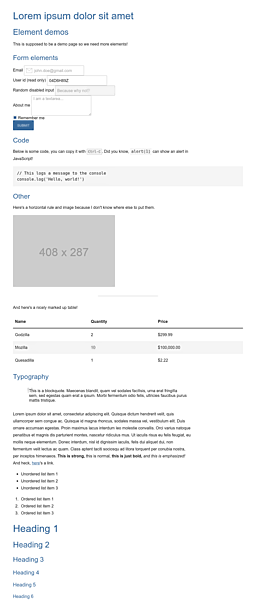 Lorem ipsum dolor sit amet
Element demos
This is supposed to be a demo page so we need more elements!
Form elements
Email john.doe@gmail.com
User id (read only)
Random disabled input Because why not?
About me I am a textarea...
Remember me
SUBMIT
Code
Below is some code, you can copy it with Ctrl-C. Did you know, alert(1) can show an alert in
JavaScript!
// This logs a message to the console
console.log('Hello, world!');
Other
Here's a horizontal rule and image because I don't know where else to put them.
408 x 287
And here's a nicely marked up table!
Name Quantity Price
Godzilla 2 $299.99
Mozilla 10 $100,000.00
Quesadilla 1 $2.22
Typography
This is a blockquote. Maecenas blandit, quam vel sodales facilisis, urna erat fringilla
sem, sed egestas quam erat a ipsum. Morbi fermentum odio felis, ut faucibus purus
mattis tristique.
Lorem ipsum dolor sit amet, consectetur adipiscing elit. Quisque dictum hendrerit velit, quis
ullamcorper sem congue ac. Quisque id magna rhoncus, sodales massa vel, vestibulum elit. Duis
ornare accumsan egestas. Proin maximus lacus interdum leo molestie convallis. Orci varius natoque
penatibus et magnis dis parturient montes, nascetur ridiculus mus. Ut iaculis risus eu felis feugiat, eu
mollis neque elementum. Donec interdum, nisi id dignissim iaculis, felis dui aliquet dui, non
fermentum velit lectus ac quam. Class aptent taciti sociosqu ad litora torquent per conubia nostra,
per inceptos himenaeos. This is strong, this is normal, this is just bold, and this is emphasized!
And heck, here's a link.
Unordered list item 1
Unordered list item 2
Unordered list item 3
1. Ordered list item 1
2. Ordered list item 2
3. Ordered list item 3
Heading 1
Heading 2
Heading 3
Heading 4
Heading 5
Heading 6